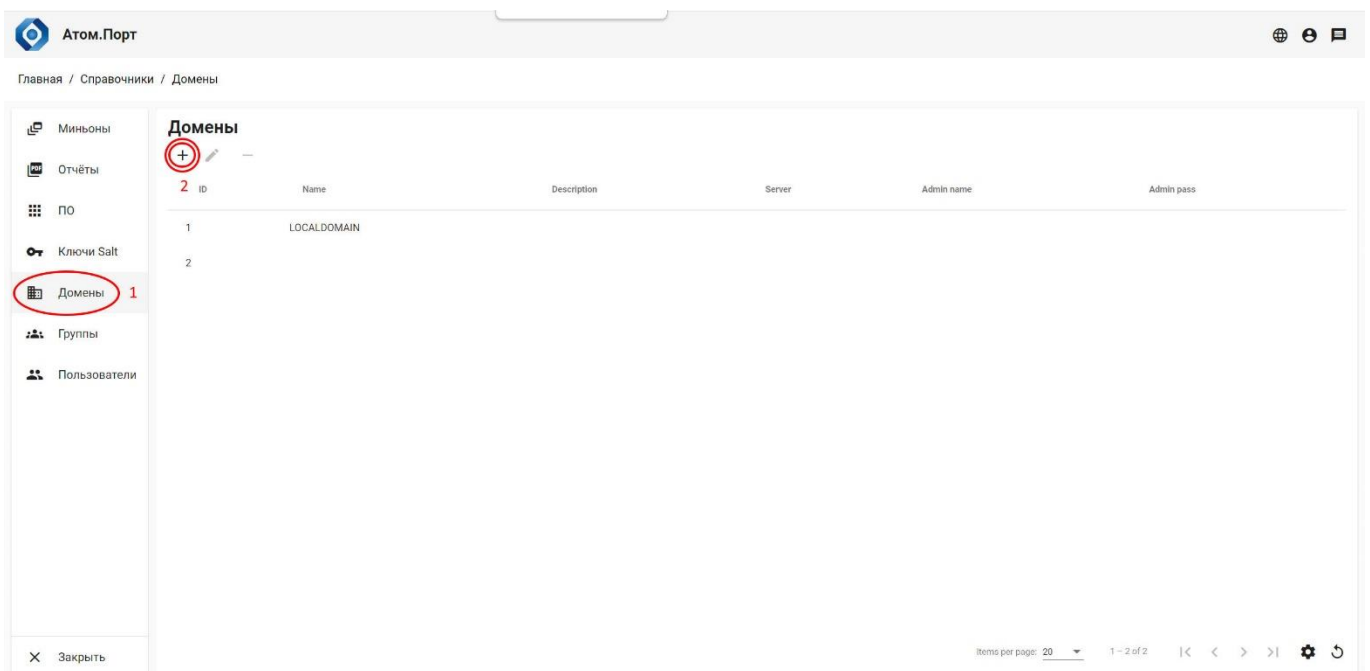 Атом.Порт
Главная / Справочники / Домены
Миньоны
Отчёты
ПО
Ключи Salt
Домены 1
Группы
Пользователи
Закрыть
Домены
2 ID Name Description Server Admin name Admin pass
1 LOCALDOMAIN
2
Items per page: 20 1 – 2 of 2